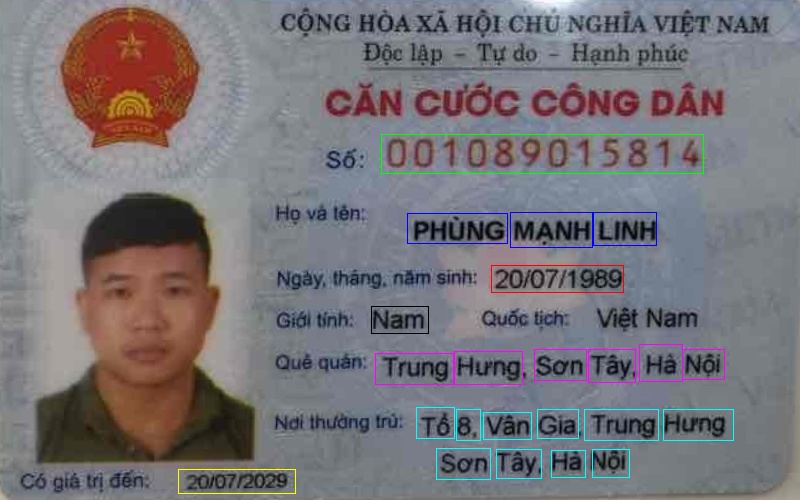 CỘNG HÒA XÃ HỘI CHỦ NGHĨA VIỆT NAM
Độc lập – Tự do – Hạnh phúc
CĂN CƯỚC CÔNG DÂN
Số: 001089015814
Họ và tên: PHÙNG MẠNH LINH
Ngày, tháng, năm sinh: 20/07/1989
Giới tính: Nam Quốc tịch: Việt Nam
Quê quán: Trung Hưng, Sơn Tây, Hà Nội
Nơi thường trú: Tổ 8, Vân Gia, Trung Hưng
Sơn Tây, Hà Nội
Có giá trị đến: 20/07/2029